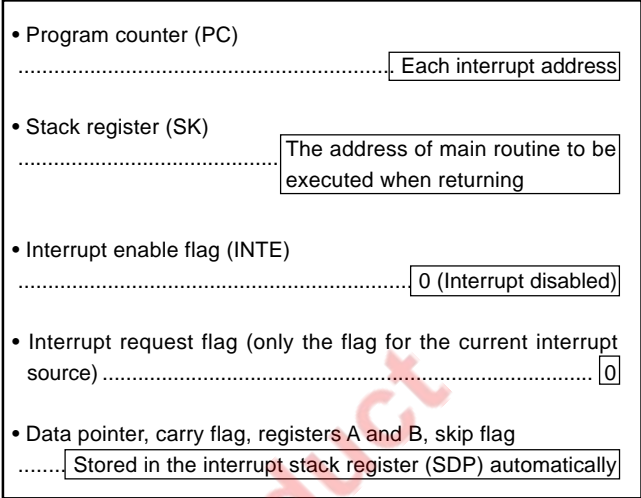 • Program counter (PC)
............................................................... Each interrupt address
• Stack register (SK)
........................................... The address of main routine to be
executed when returning
• Interrupt enable flag (INTE)
.................................................................. 0 (Interrupt disabled)
• Interrupt request flag (only the flag for the current interrupt
source) .................................................................................. 0
• Data pointer, carry flag, registers A and B, skip flag
........ Stored in the interrupt stack register (SDP) automatically
uct